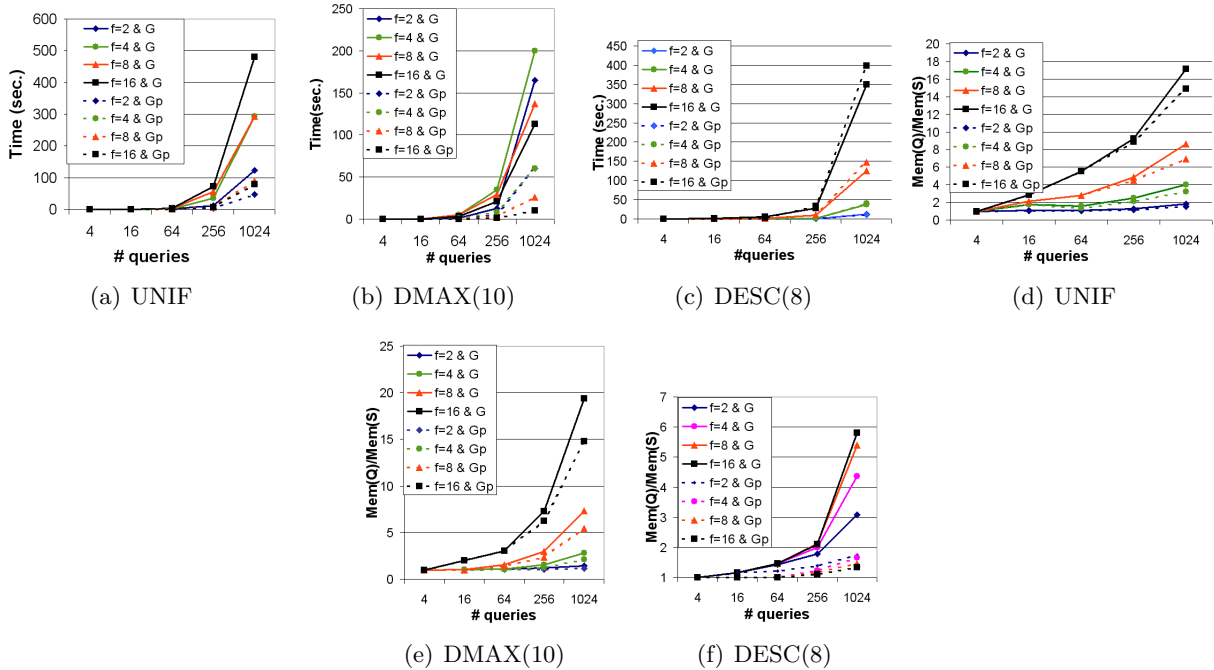 600
500
400
300
200
100
0
Time (sec.)
f=2 & G
f=4 & G
f=8 & G
f=16 & G
f=2 & Gp
f=4 & Gp
f=8 & Gp
f=16 & Gp
4 16 64 256 1024
# queries
(a) UNIF
250
200
150
100
50
0
Time(sec.)
f=2 & G
f=4 & G
f=8 & G
f=16 & G
f=2 & Gp
f=4 & Gp
f=8 & Gp
f=16 & Gp
4 16 64 256 1024
# queries
(b) DMAX(10)
450
400
350
300
250
200
150
100
50
0
Time (sec.)
f=2 & G
f=4 & G
f=8 & G
f=16 & G
f=2 & Gp
f=4 & Gp
f=8 & Gp
f=16 & Gp
4 16 64 256 1024
#queries
(c) DESC(8)
20
18
16
14
12
10
8
6
4
2
0
Mem(Q)/Mem(S)
f=2 & G
f=4 & G
f=8 & G
f=16 & G
f=2 & Gp
f=4 & Gp
f=8 & Gp
f=16 & Gp
4 16 64 256 1024
# queries
(d) UNIF
25
20
15
10
5
0
Mem(Q)/Mem(S)
f=2 & G
f=4 & G
f=8 & G
f=16 & G
f=2 & Gp
f=4 & Gp
f=8 & Gp
f=16 & Gp
4 16 64 256 1024
# queries
(e) DMAX(10)
7
6
5
4
3
2
1
Mem(Q)/Mem(S)
f=2 & G
f=4 & G
f=8 & G
f=16 & G
f=2 & Gp
f=4 & Gp
f=8 & Gp
f=16 & Gp
4 16 64 256 1024
# queries
(f) DESC(8)